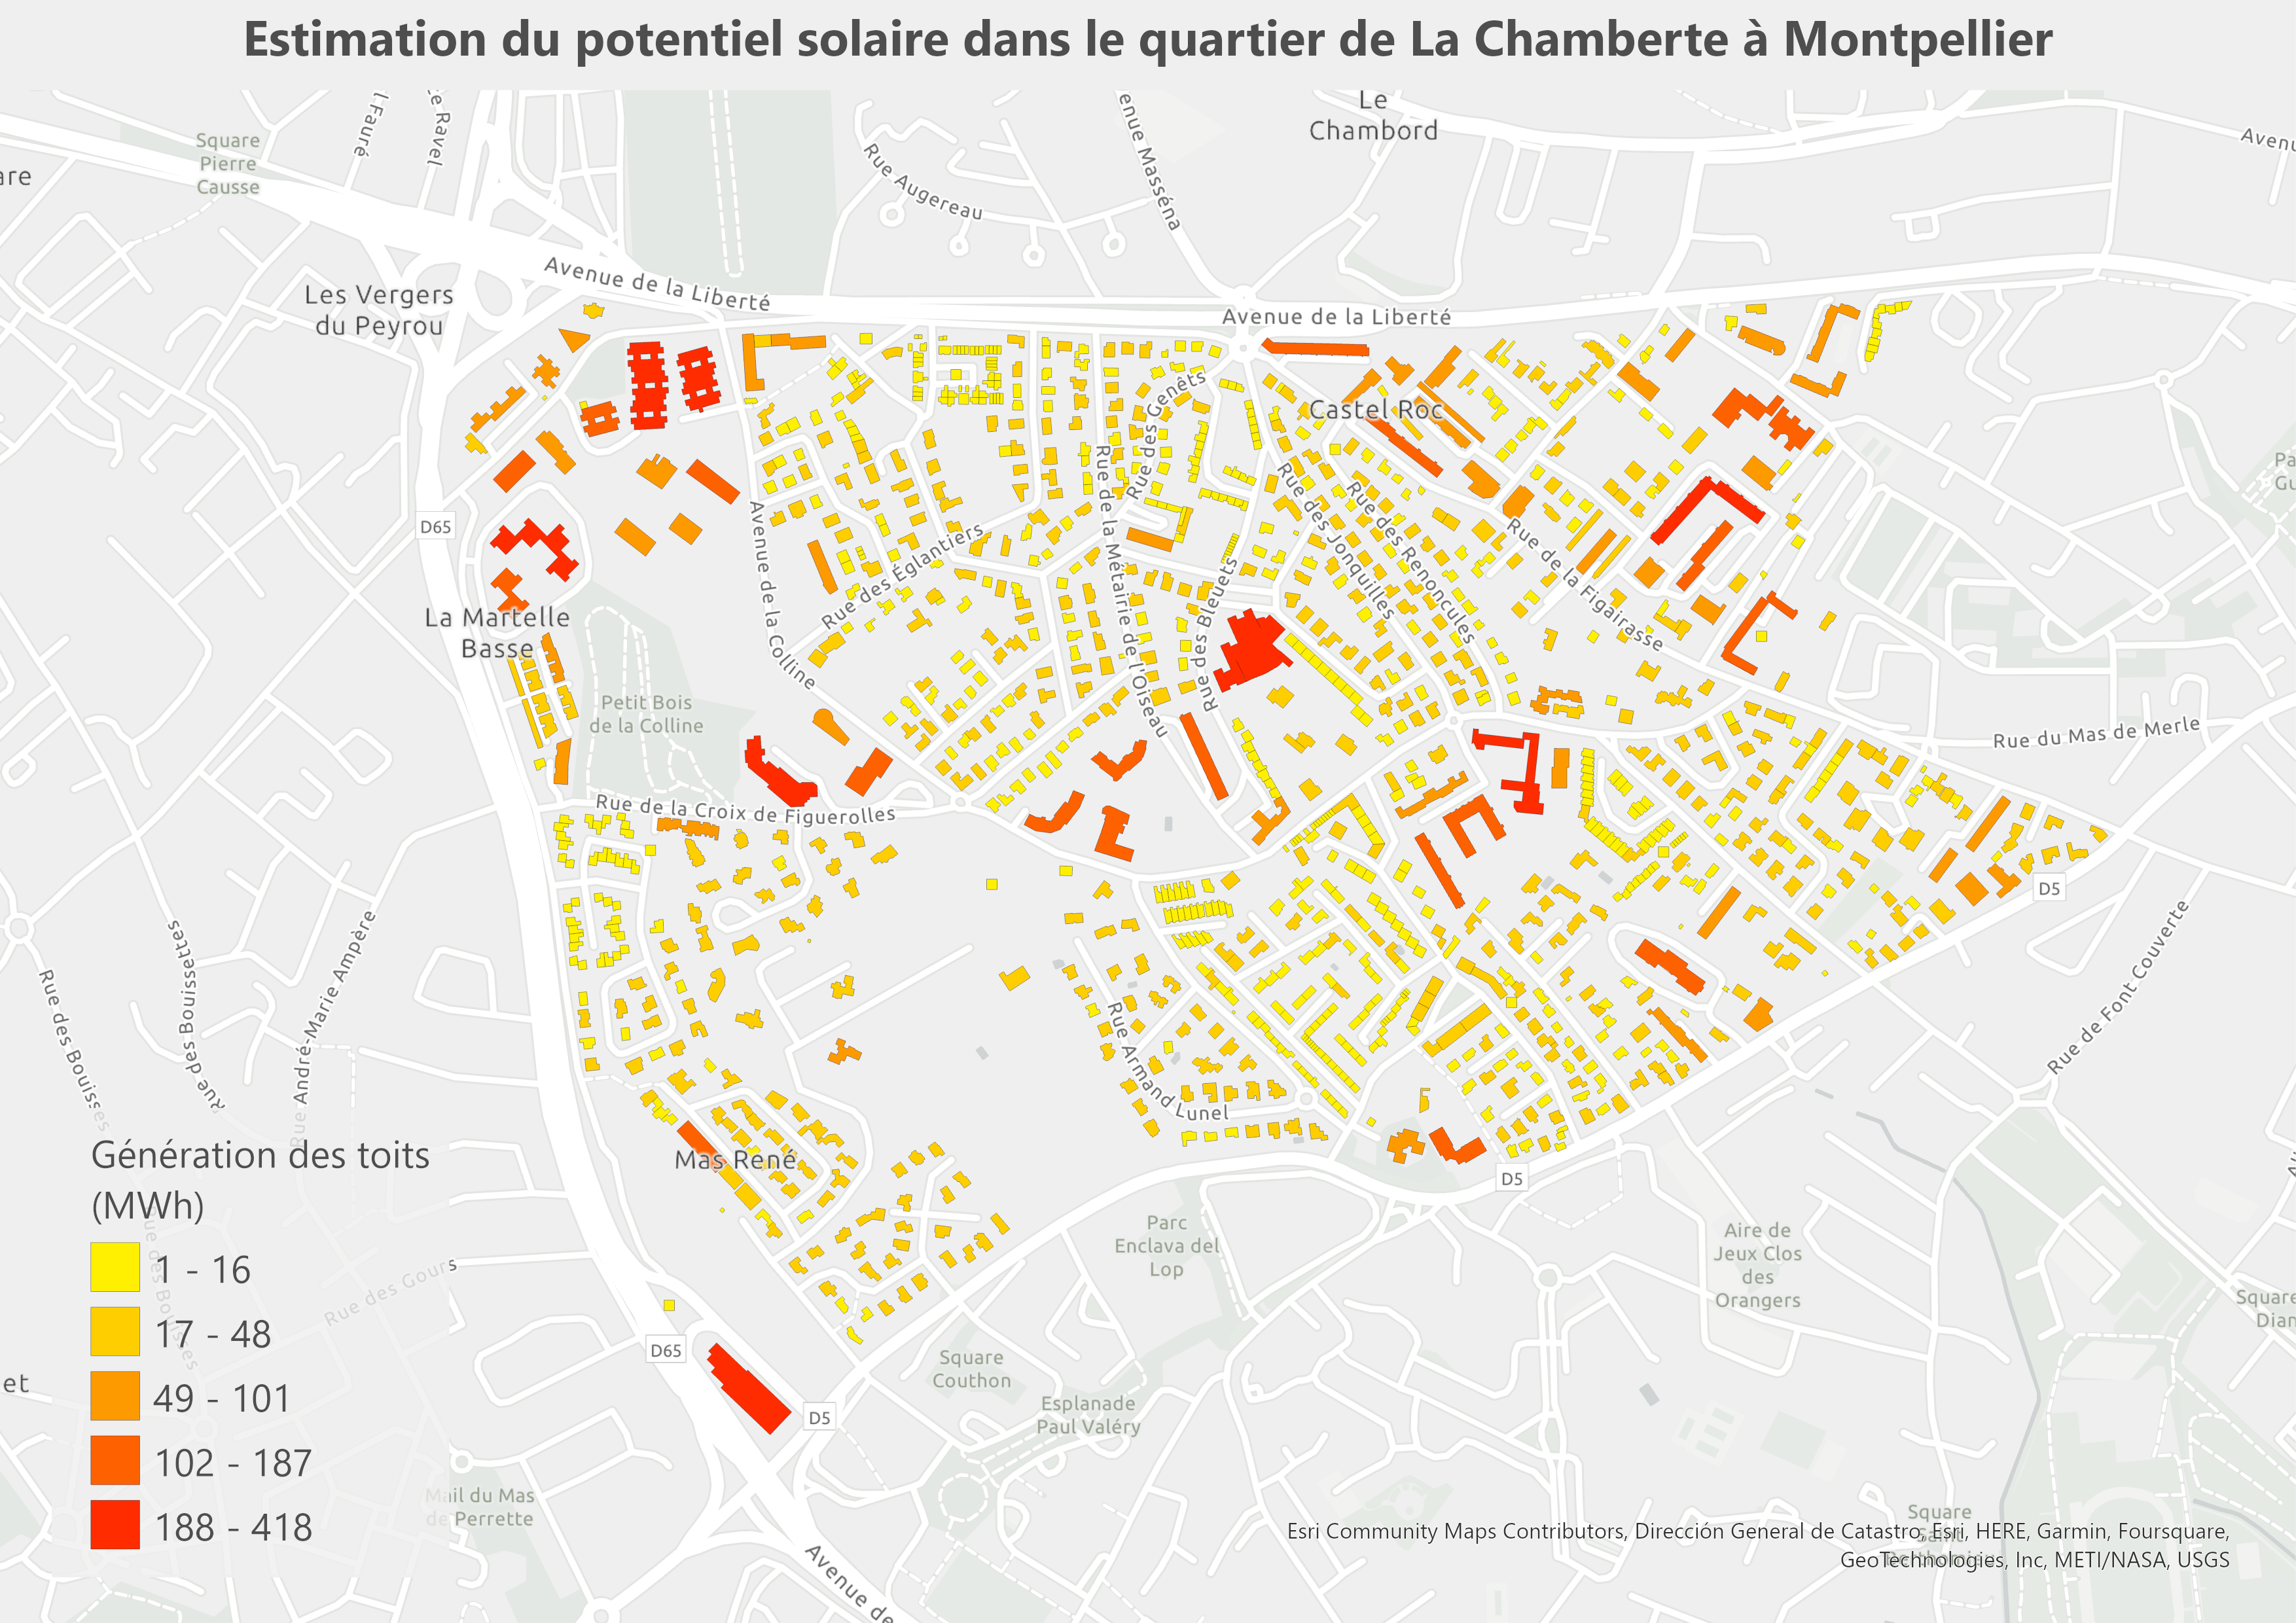 Estimation du potentiel solaire dans le quartier de La Chamberte à Montpellier
Le
Chambord
Square
Pierre
Causse
Rue Augereau
Les Vergers
du Peyrou
Avenue de la Liberté
Avenue de la Liberté
Castel Roc
Rue des Genêts
D65
Rue de la Métairie de l'Oiseau
Rue des Jonquilles
Rue des Renoncules
Rue de la Figairasse
Avenue de la Colline
Rue des Églantiers
Rue des Bleuets
La Martelle
Basse
Petit Bois
de la Colline
Rue du Mas de Merle
Rue de la Croix de Figuerolles
D5
Rue des Bouissettes
Rue André-Marie Ampère
Rue de Font Couverte
Rue Armand Lunel
Mas René
D5
Génération des toits
(MWh)
1 - 16
17 - 48
49 - 101
102 - 187
188 - 418
Rue des Gours
Parc
Enclava del
Lop
Aire de
Jeux Clos
des
Orangers
D65
Square
Couthon
D5
Esplanade
Paul Valéry
Mail du Mas
de Perrette
Avenue de
Square
Esri Community Maps Contributors, Dirección General de Catastro, Esri, HERE, Garmin, Foursquare,
GeoTechnologies, Inc, METI/NASA, USGS